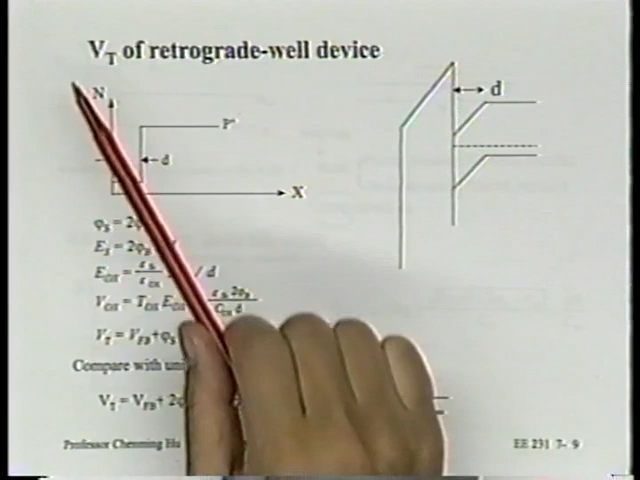 V_T of retrograde-well device
N
d
P+
d
X
φ_S = 2φ
E_S = 2φ_B /
E_OX = ε_S / ε_OX / d
V_OX = T_OX E_OX ε_S 2φ_B / C_OX d
V_T = V_FB + φ_S
Compare with uni
V_T = V_FB + 2φ
Professor Chenming Hu
EE 231 7- 9